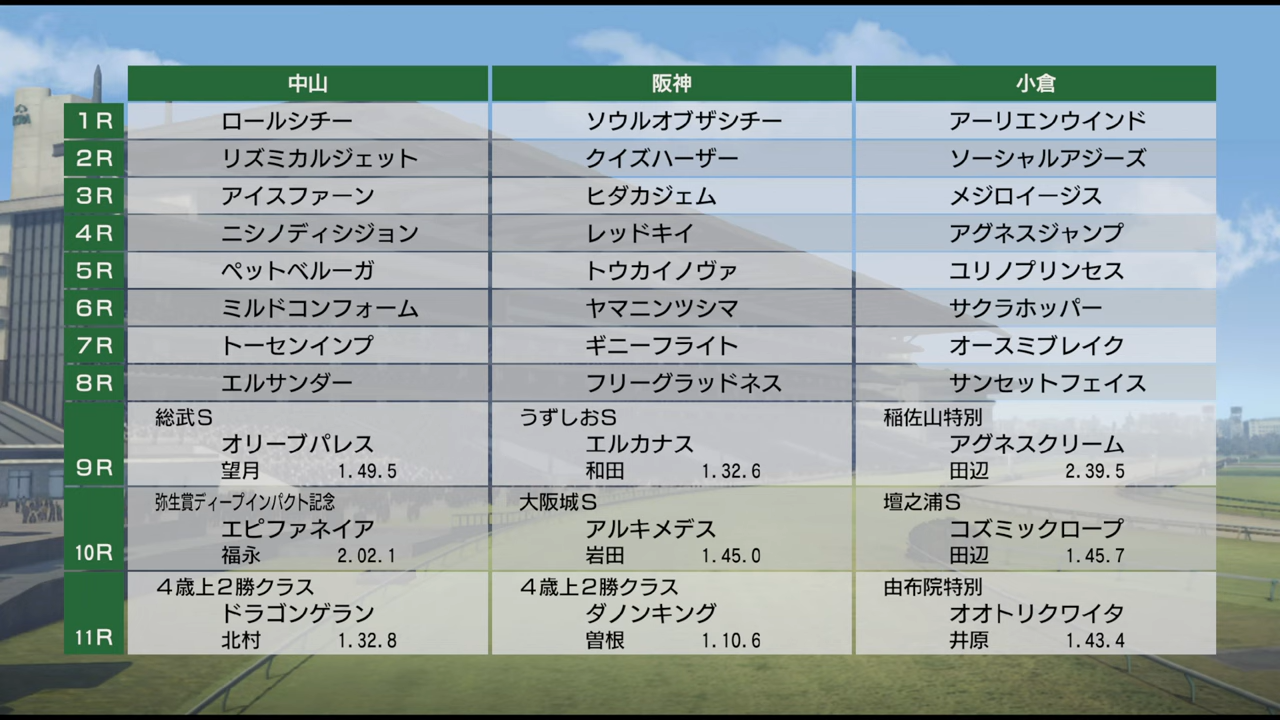 中山 阪神 小倉
1R ロールシチー ソウルオブザシチー アーリエンウインド
2R リズミカルジェット クイズハーザー ソーシャルアジーズ
3R アイスファーン ヒダカジェム メジロイージス
4R ニシノディシジョン レッドキイ アグネスジャンプ
5R ペットベルーガ トウカイノヴァ ユリノプリンセス
6R ミルドコンフォーム ヤマニンツシマ サクラホッパー
7R トーセンインプ ギニーフライト オースミブレイク
8R エルサンダー フリーグラッドネス サンセットフェイス
総武S うずしおS 稲佐山特別
オリーブパレス エルカナス アグネスクリーム
9R 望月 1.49.5 和田 1.32.6 田辺 2.39.5
弥生賞ディープインパクト記念 大阪城S 壇之浦S
エピファネイア アルキメデス コズミックロープ
10R 福永 2.02.1 岩田 1.45.0 田辺 1.45.7
4歳上2勝クラス 4歳上2勝クラス 由布院特別
ドラゴンゲラン ダノンキング オオトリクワイタ
11R 北村 1.32.8 曽根 1.10.6 井原 1.43.4